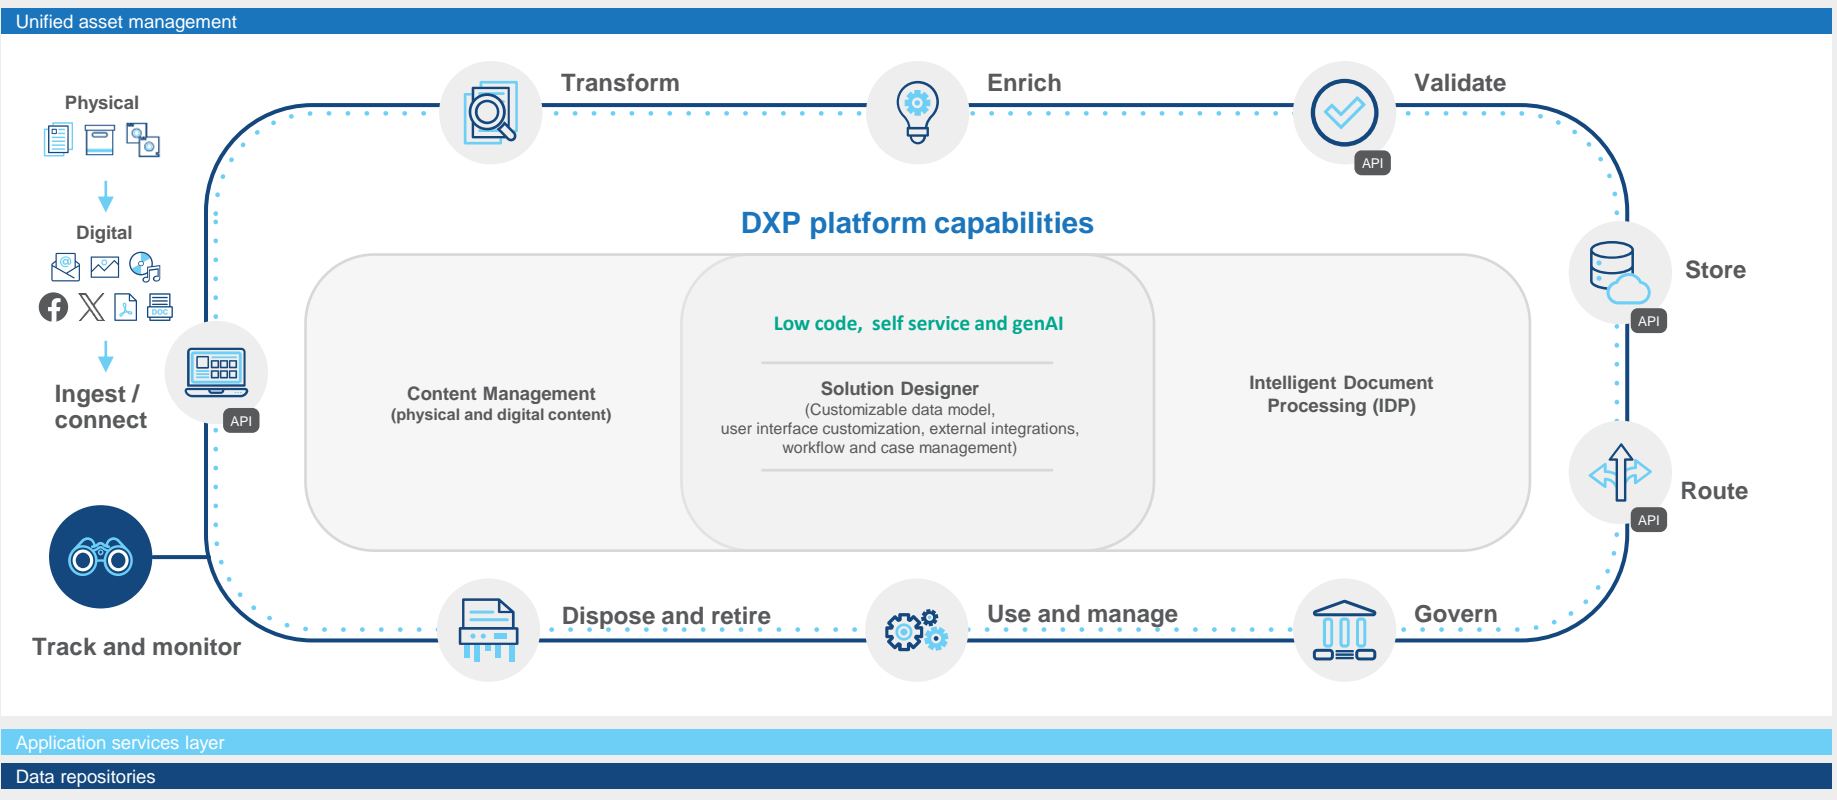 Unified asset management
Physical
Digital
@
DOC
Ingest /
connect
API
Track and monitor
Transform
Enrich
Validate
API
Store
API
Route
API
Govern
Use and manage
Dispose and retire
DXP platform capabilities
Content Management
(physical and digital content)
Low code,  self service and genAI
Solution Designer
(Customizable data model,
user interface customization, external integrations,
workflow and case management)
Intelligent Document
Processing (IDP)
Application services layer
Data repositories